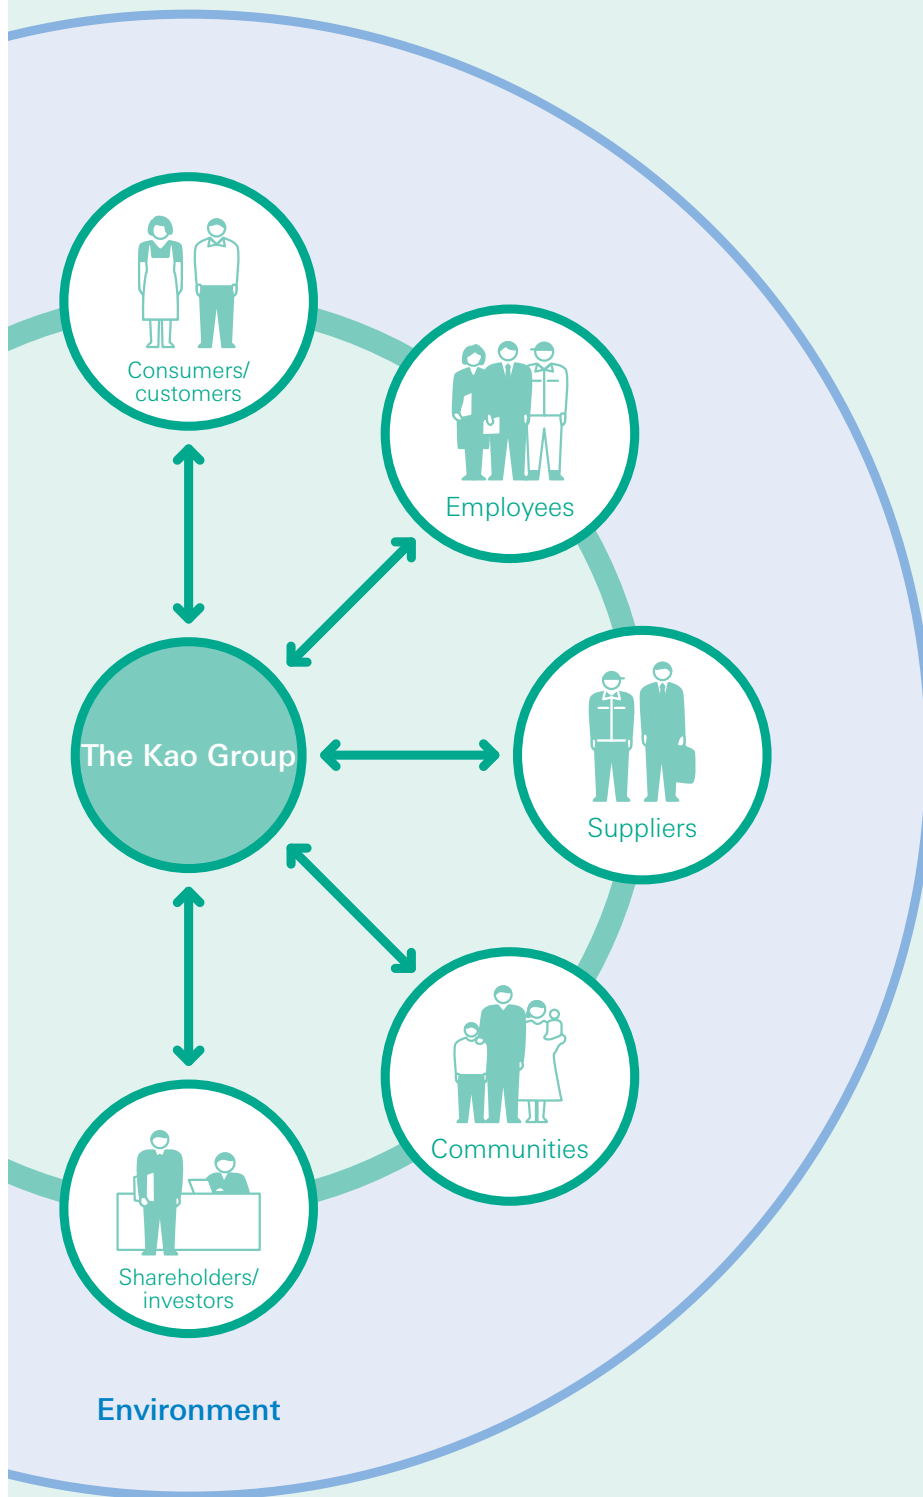 Consumers/
customers
Employees
The Kao Group
Suppliers
Communities
Shareholders/
investors
Environment